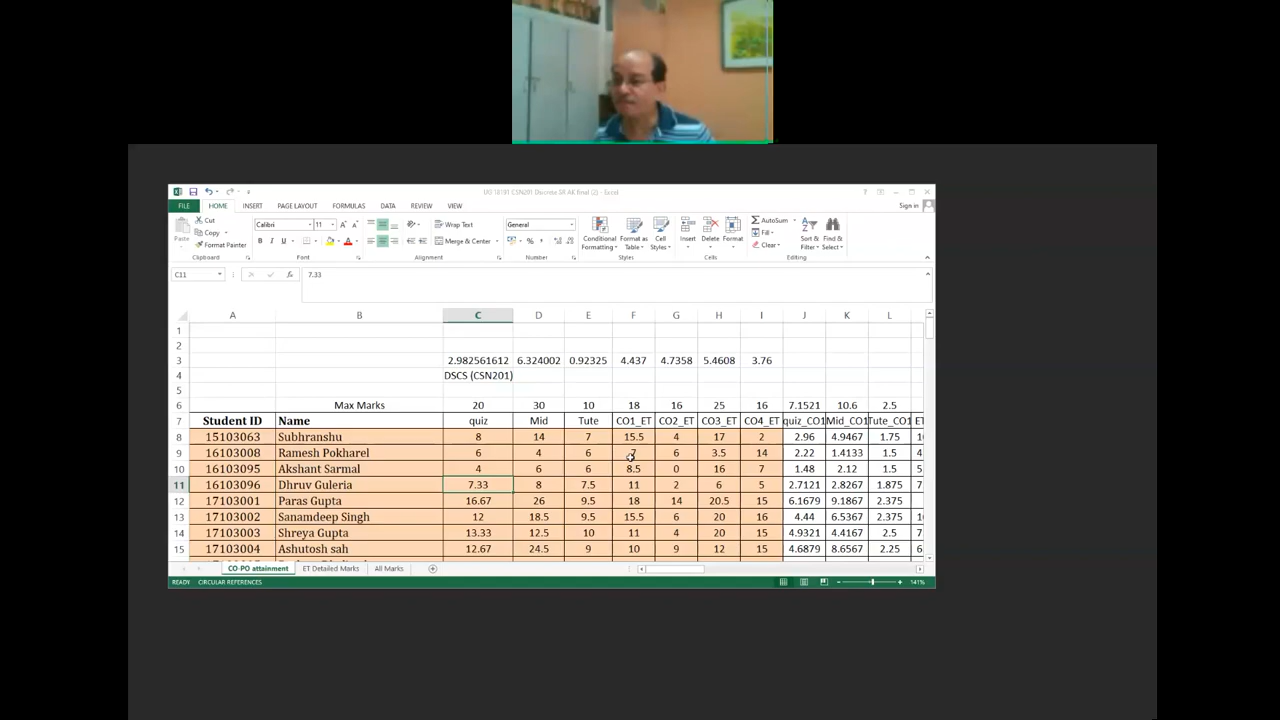 UG 18191 CSN201 Discrete SR AK final (2) - Excel
FILE HOME INSERT PAGE LAYOUT FORMULAS DATA REVIEW VIEW Sign in
Cut
Copy
Format Painter
Paste
Clipboard
Calibri 11
B I U
Font
Wrap Text
Merge & Center
Alignment
General
Number
Conditional Formatting
Format as Table
Cell Styles
Styles
Insert Delete Format
Cells
AutoSum
Fill
Clear
Sort & Filter
Find & Select
Editing
C11 7.33
A B C D E F G H I J K L
1
2
3 2.982561612 6.324002 0.92325 4.437 4.7358 5.4608 3.76
4 DSCS (CSN201)
5
6 Max Marks 20 30 10 18 16 25 16 7.1521 10.6 2.5
7 Student ID Name quiz Mid Tute CO1_ET CO2_ET CO3_ET CO4_ET quiz_CO1 Mid_CO1 Tute_CO1
8 15103063 Subhranshu 8 14 7 15.5 4 17 2 2.96 4.9467 1.75
9 16103008 Ramesh Pokharel 6 4 6 7 6 3.5 14 2.22 1.4133 1.5
10 16103095 Akshant Sarmal 4 6 6 8.5 0 16 7 1.48 2.12 1.5
11 16103096 Dhruv Guleria 7.33 8 7.5 11 2 6 5 2.7121 2.8267 1.875
12 17103001 Paras Gupta 16.67 26 9.5 18 14 20.5 15 6.1679 9.1867 2.375
13 17103002 Sanamdeep Singh 12 18.5 9.5 15.5 6 20 16 4.44 6.5367 2.375
14 17103003 Shreya Gupta 13.33 12.5 10 11 4 20 15 4.9321 4.4167 2.5
15 17103004 Ashutosh sah 12.67 24.5 9 10 9 12 15 4.6879 8.6567 2.25
CO-PO attainment ET Detailed Marks All Marks
READY CIRCULAR REFERENCES 141%